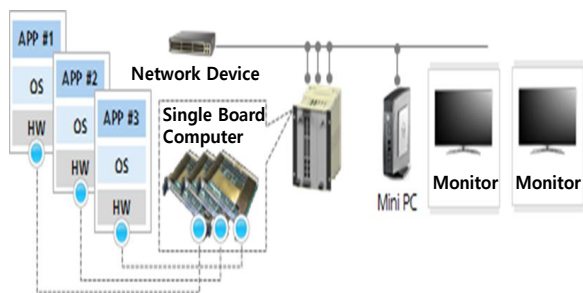 APP #1
OS
HW
APP #2
OS
HW
APP #3
OS
HW
Network Device
Single Board
Computer
Mini PC
Monitor
Monitor